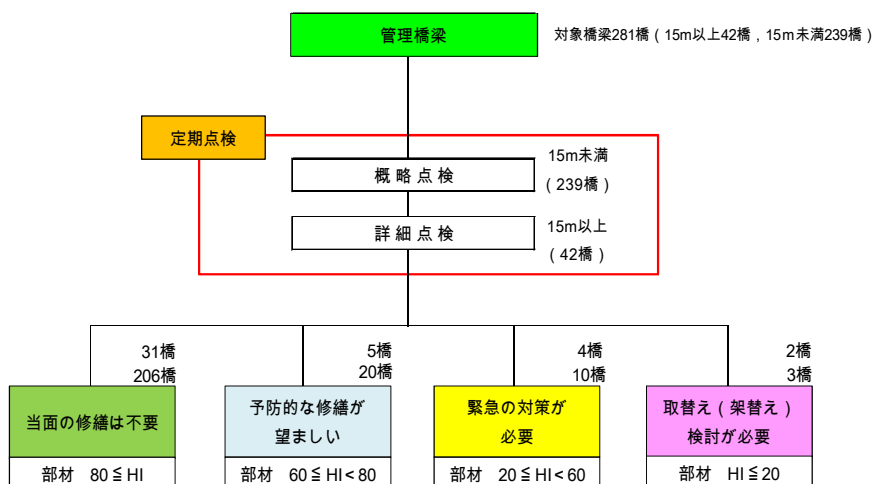 管理橋梁
対象橋梁281橋（15m以上42橋，15m未満239橋）
定期点検
概略点検
15m未満
（239橋）
詳細点検
15m以上
（42橋）
31橋
206橋
5橋
20橋
4橋
10橋
2橋
3橋
当面の修繕は不要
予防的な修繕が
望ましい
緊急の対策が
必要
取替え（架替え）
検討が必要
部材　80≦HI
部材　60≦HI<80
部材　20≦HI<60
部材　HI≦20